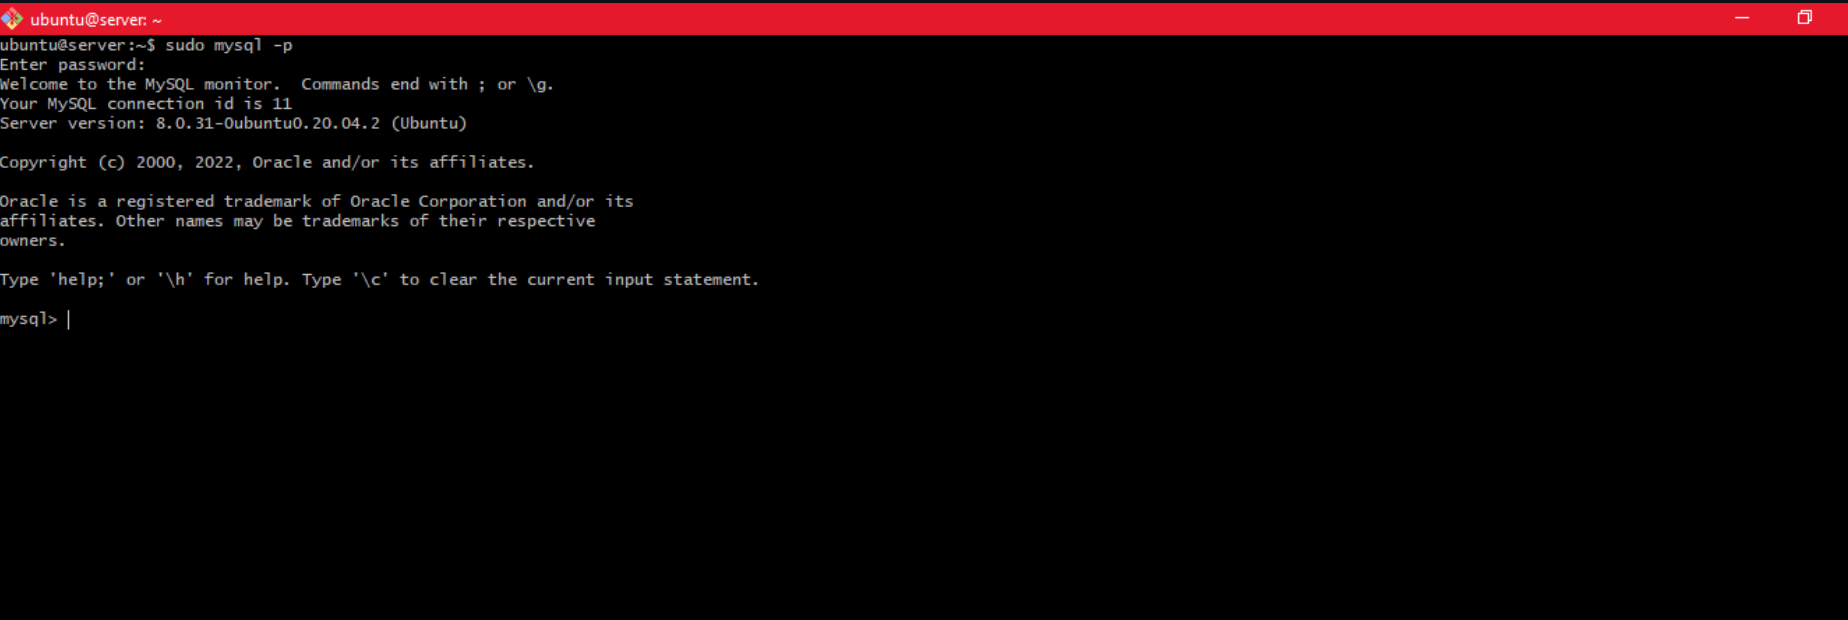 ubuntu@server: ~
ubuntu@server:~$ sudo mysql -p
Enter password:
Welcome to the MySQL monitor.  Commands end with ; or \g.
Your MySQL connection id is 11
Server version: 8.0.31-0ubuntu0.20.04.2 (Ubuntu)
Copyright (c) 2000, 2022, Oracle and/or its affiliates.
Oracle is a registered trademark of Oracle Corporation and/or its
affiliates. Other names may be trademarks of their respective
owners.
Type 'help;' or '\h' for help. Type '\c' to clear the current input statement.
mysql>